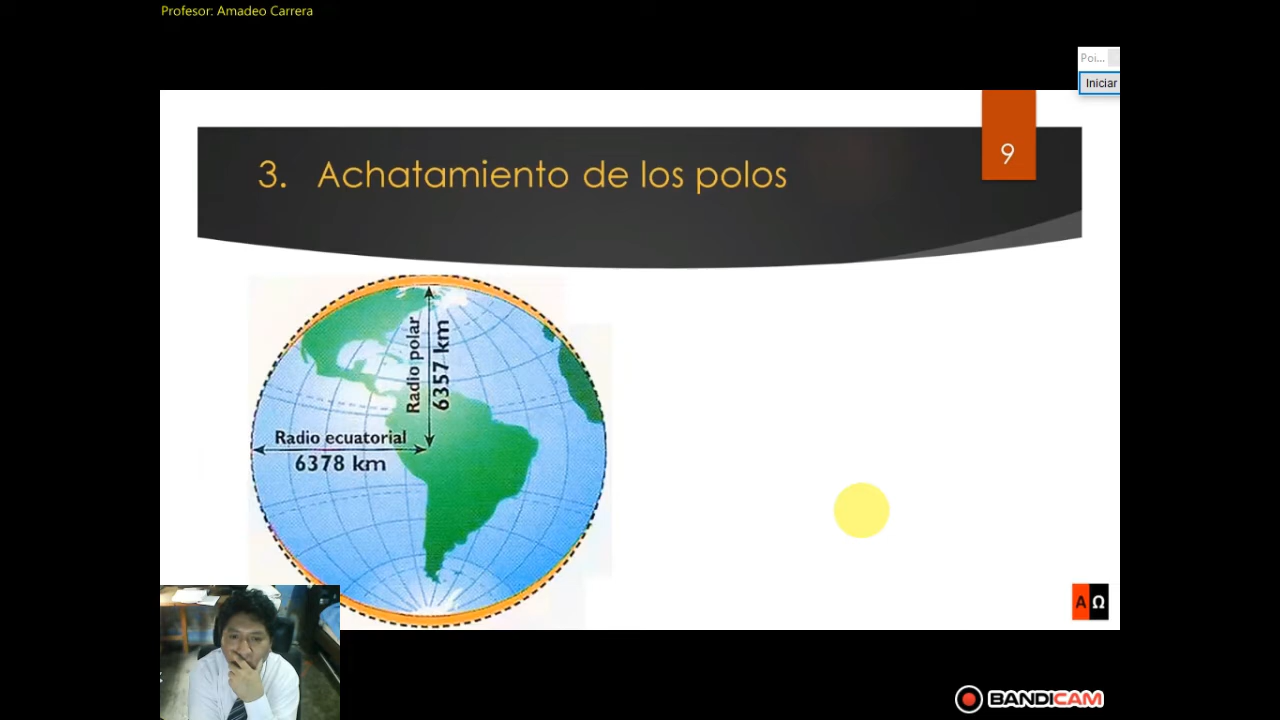 Profesor: Amadeo Carrera
Poi...
Iniciar
9
3. Achatamiento de los polos
Radio polar
6357 km
Radio ecuatorial
6378 km
A Ω
BANDICAM